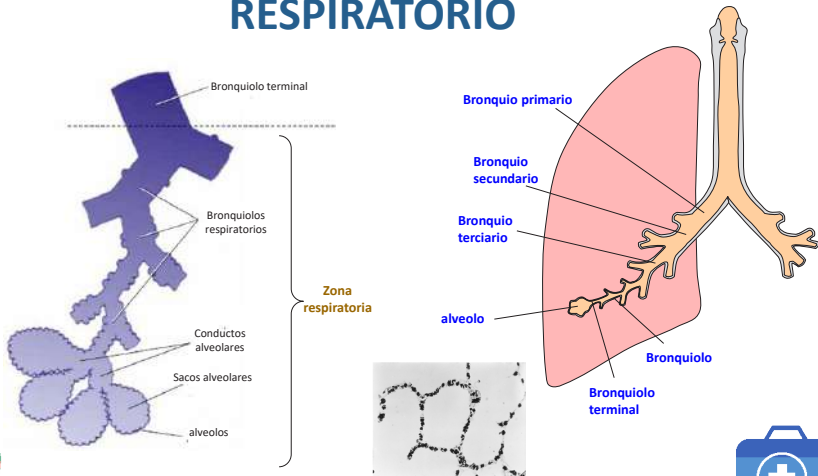 RESPIRATORIO
Bronquiolo terminal
Bronquiolos
respiratorios
Zona
respiratoria
Conductos
alveolares
Sacos alveolares
alveolos
Bronquio primario
Bronquio
secundario
Bronquio
terciario
alveolo
Bronquiolo
Bronquiolo
terminal